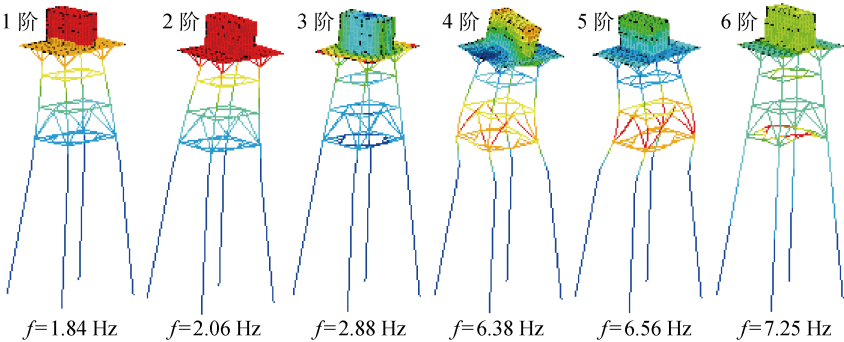 1 阶 2 阶 3 阶 4 阶 5 阶 6 阶
f=1.84 Hz f=2.06 Hz f=2.88 Hz f=6.38 Hz f=6.56 Hz f=7.25 Hz